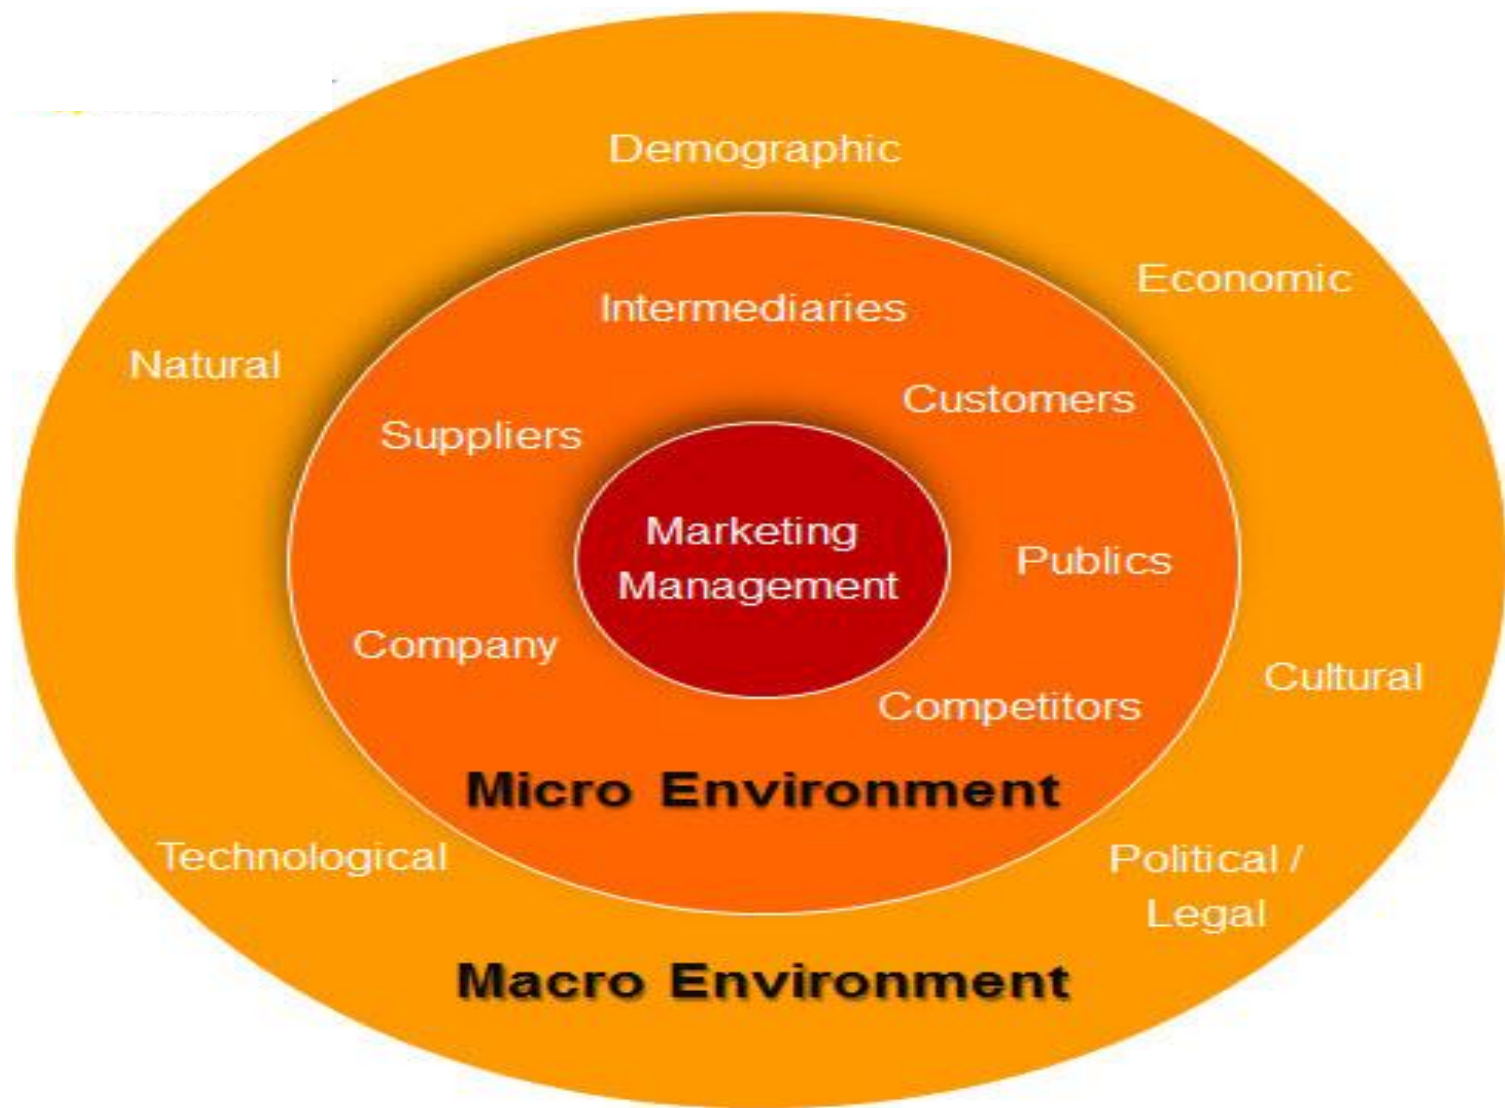 Demographic
Economic
Intermediaries
Natural
Customers
Suppliers
Marketing
Management
Publics
Company
Cultural
Competitors
Micro Environment
Technological
Political /
Legal
Macro Environment